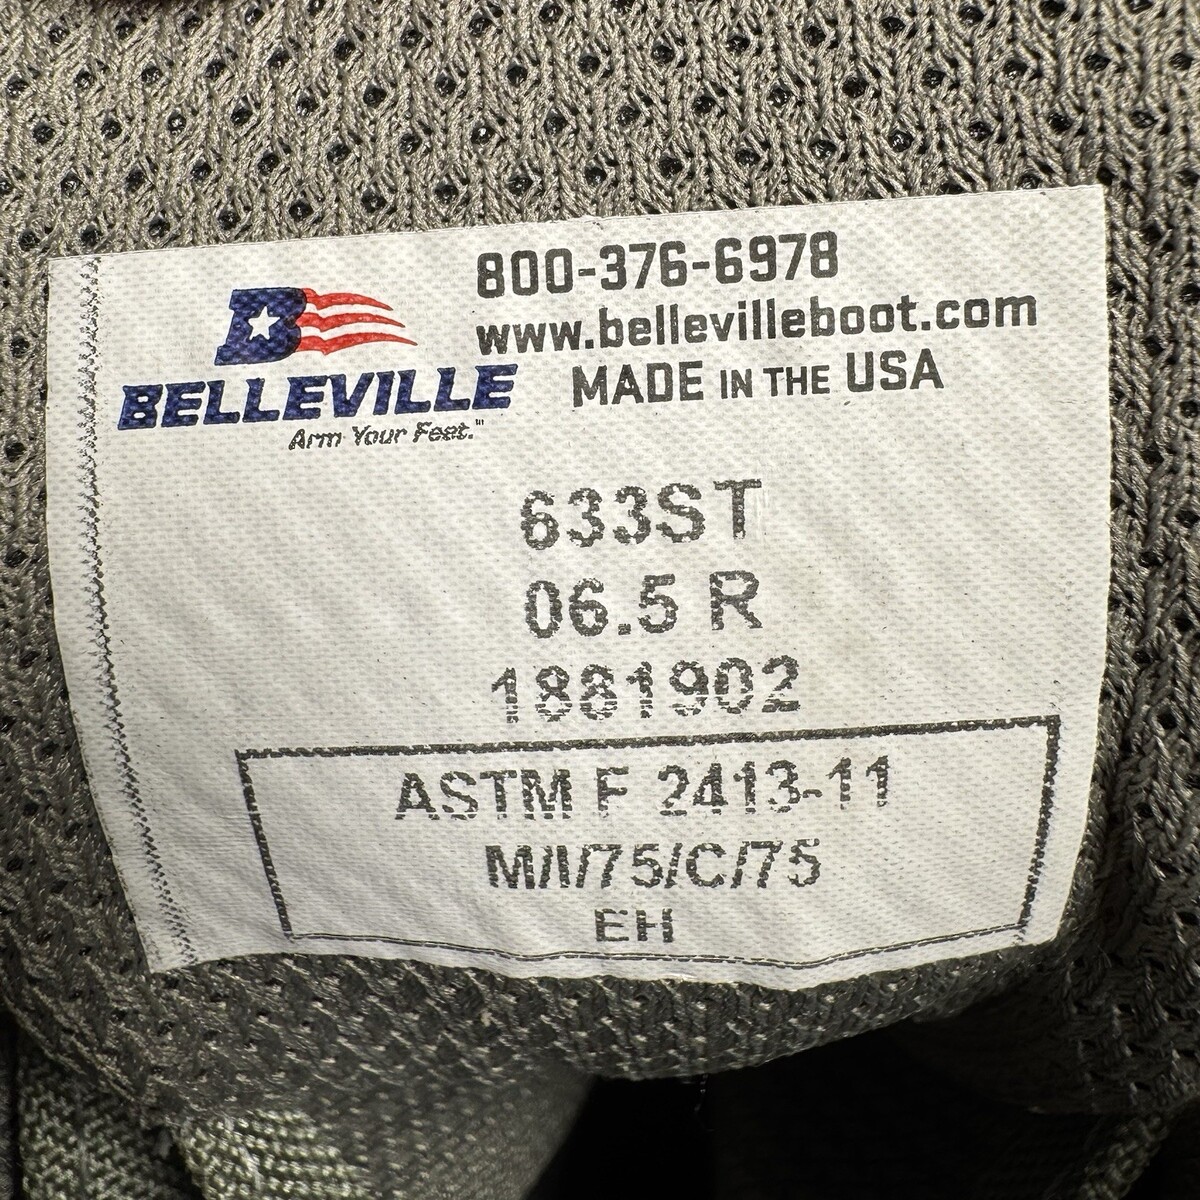 800-376-6978
www.bellevilleboot.com
MADE IN THE USA
B
BELLEVILLE
Arm Your Feet.™
633ST
06.5 R
1881902
ASTM F 2413-11
M/I/75/C/75
EH